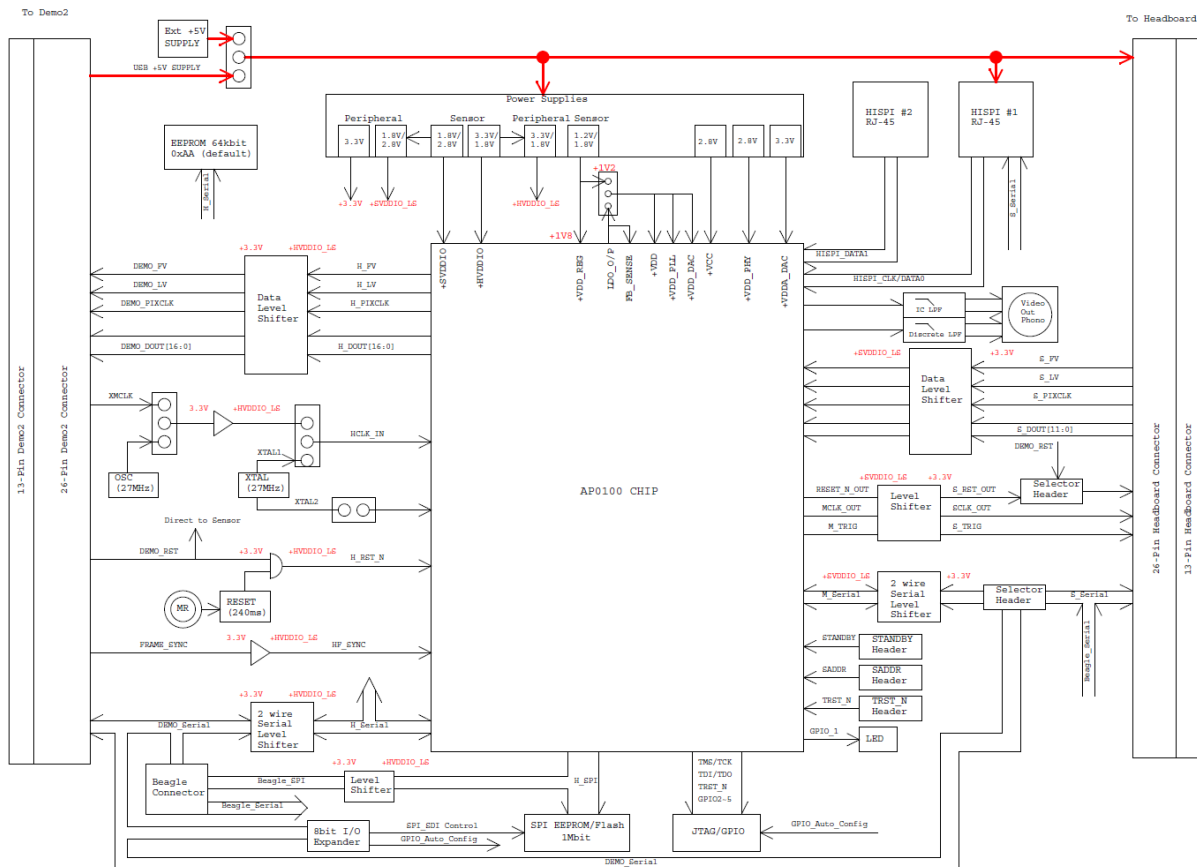 To Demo2
To Headboard
Ext +5V
SUPPLY
USB +5V SUPPLY
Power Supplies
Peripheral
Sensor
Peripheral
Sensor
3.3V
1.8V/
2.8V
1.8V/
2.8V
3.3V/
1.8V
3.3V/
1.8V
1.2V/
1.8V
2.8V
2.8V
3.3V
HISPI #2
RJ-45
HISPI #1
RJ-45
EEPROM 64kbit
0xAA (default)
H_Serial
S_Serial
+3.3V
+SVDDIO_LS
+HVDDIO_LS
+1V2
+1V8
+SVDDIO
+HVDDIO
+VDD_REG
LDO_O/P
FB_SENSE
+VDD
+VDD_PLL
+VDD_DAC
+VCC
+VDD_PHY
+VDDA_DAC
HISPI_DATA1
HISPI_CLK/DATA0
+3.3V
+HVDDIO_LS
DEMO_FV
DEMO_LV
DEMO_PIXCLK
DEMO_DOUT[16:0]
Data
Level
Shifter
H_FV
H_LV
H_PIXCLK
H_DOUT[16:0]
IC LPF
Discrete LPF
Video
Out
Phono
+SVDDIO_LS
+3.3V
Data
Level
Shifter
S_FV
S_LV
S_PIXCLK
S_DOUT[11:0]
DEMO_RST
13-Pin Demo2 Connector
26-Pin Demo2 Connector
26-Pin Headboard Connector
13-Pin Headboard Connector
XMCLK
3.3V
+HVDDIO_LS
HCLK_IN
XTAL1
OSC
(27MHz)
XTAL
(27MHz)
XTAL2
AP0100 CHIP
+SVDDIO_LS
+3.3V
RESET_N_OUT
MCLK_OUT
M_TRIG
Level
Shifter
S_RST_OUT
SCLK_OUT
S_TRIG
Selector
Header
Direct to Sensor
DEMO_RST
+3.3V
+HVDDIO_LS
H_RST_N
MR
RESET
(240ms)
+SVDDIO_LS
+3.3V
M_Serial
2 wire
Serial
Level
Shifter
Selector
Header
S_Serial
Beagle_Serial
FRAME_SYNC
3.3V
+HVDDIO_LS
HF_SYNC
STANDBY
STANDBY
Header
SADDR
SADDR
Header
TRST_N
TRST_N
Header
GPIO_1
LED
+3.3V
+HVDDIO_LS
DEMO_Serial
2 wire
Serial
Level
Shifter
H_Serial
Beagle
Connector
Beagle_SPI
+3.3V
+HVDDIO_LS
Level
Shifter
H_SPI
Beagle_Serial
TMS/TCK
TDI/TDO
TRST_N
GPIO2-5
8bit I/O
Expander
SPI_SDI Control
GPIO_Auto_Config
SPI EEPROM/Flash
1Mbit
JTAG/GPIO
GPIO_Auto_Config
DEMO_Serial